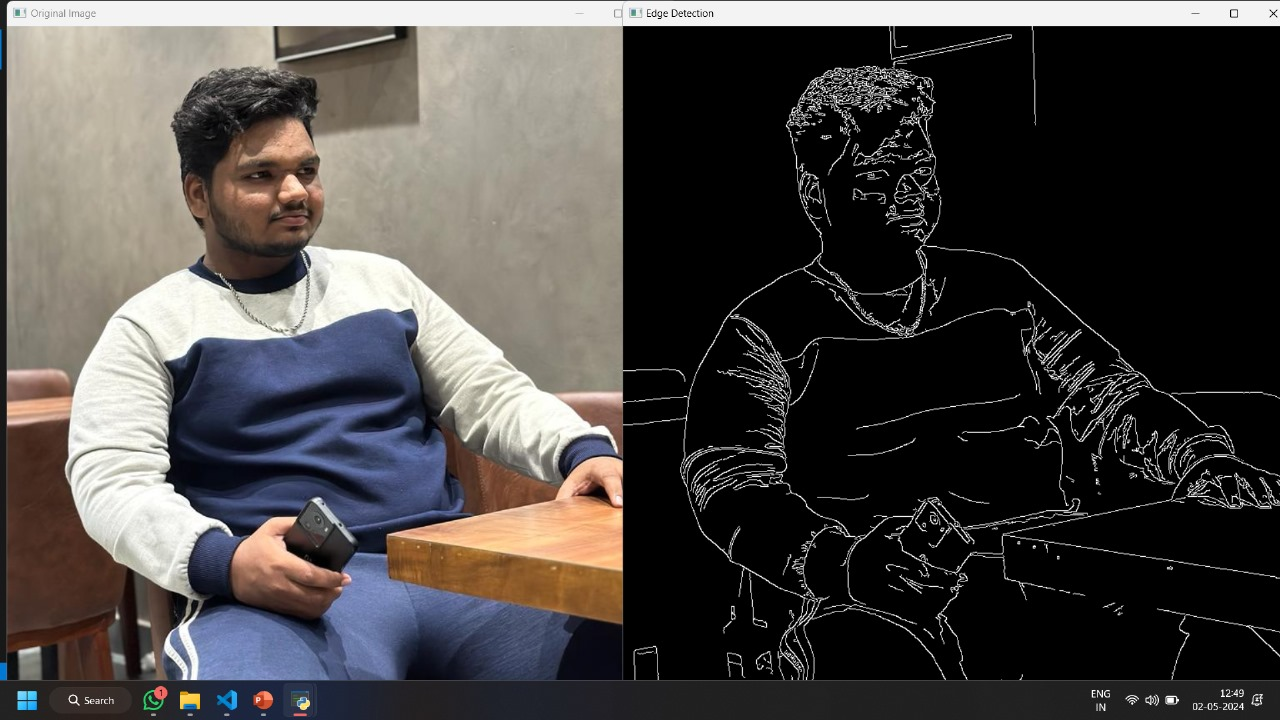 Original Image
Edge Detection
Search
1
P
ENG
IN
12:49
02-05-2024